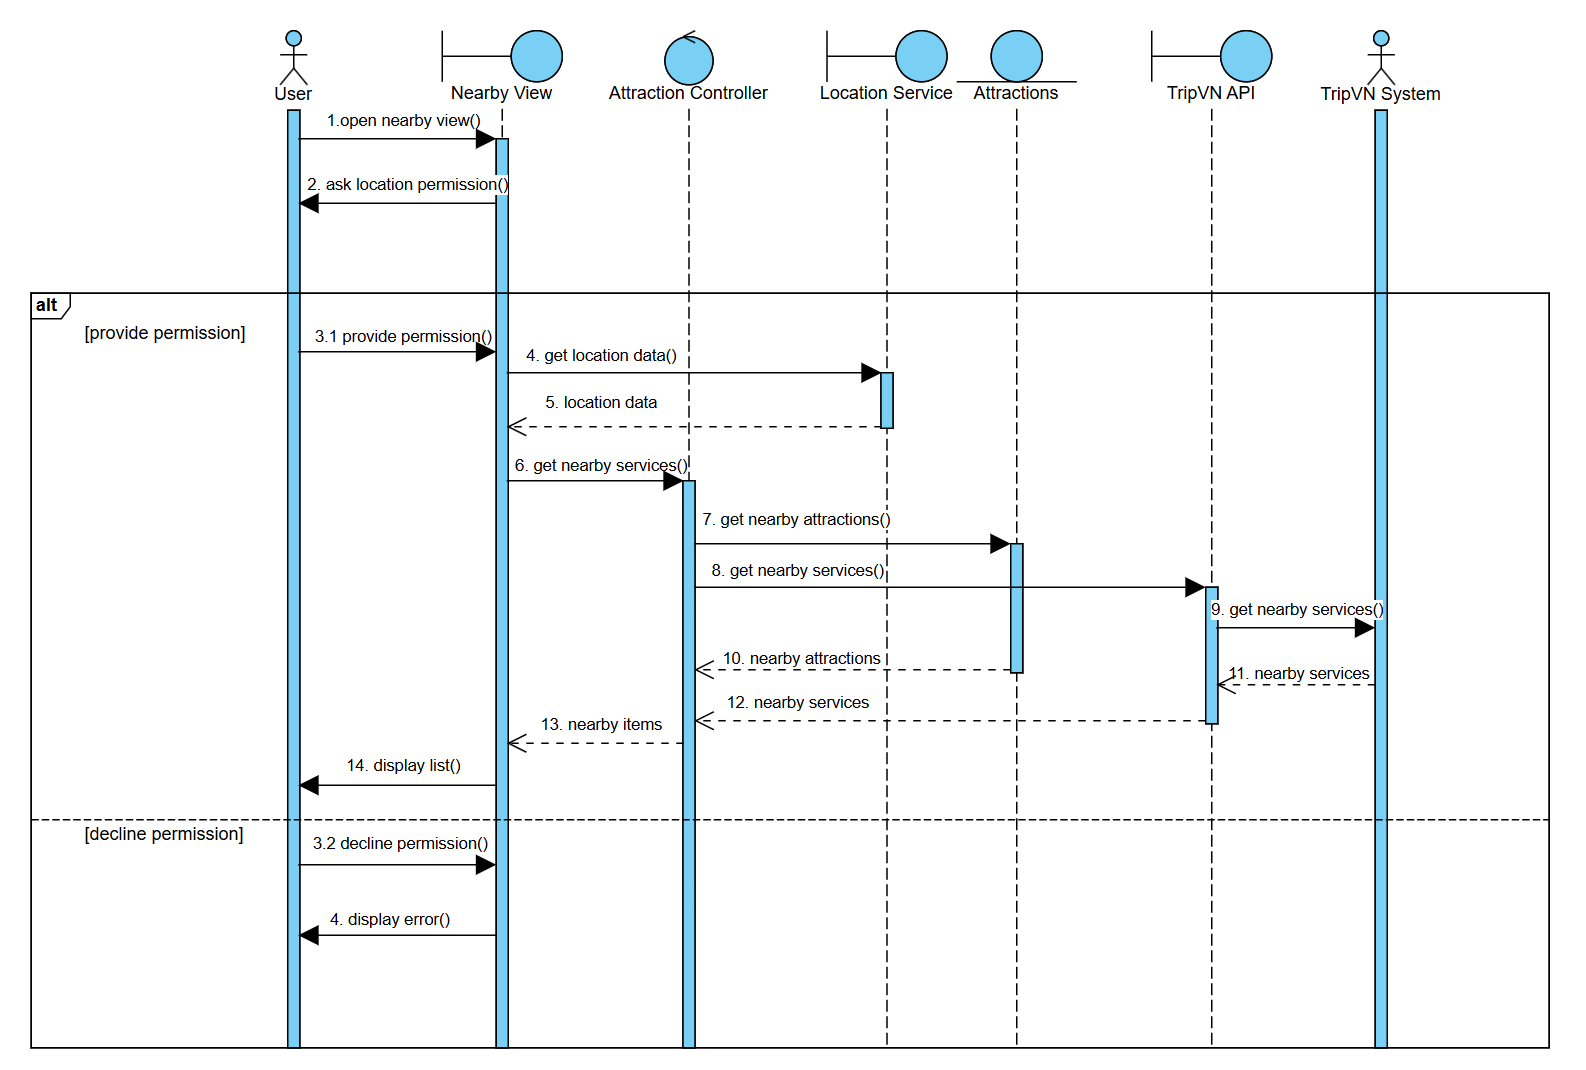 User
Nearby View
Attraction Controller
Location Service
Attractions
TripVN API
TripVN System
1.open nearby view()
2. ask location permission()
alt
[provide permission]
3.1 provide permission()
4. get location data()
5. location data
6. get nearby services()
7. get nearby attractions()
8. get nearby services()
9. get nearby services()
10. nearby attractions
11. nearby services
12. nearby services
13. nearby items
14. display list()
[decline permission]
3.2 decline permission()
4. display error()